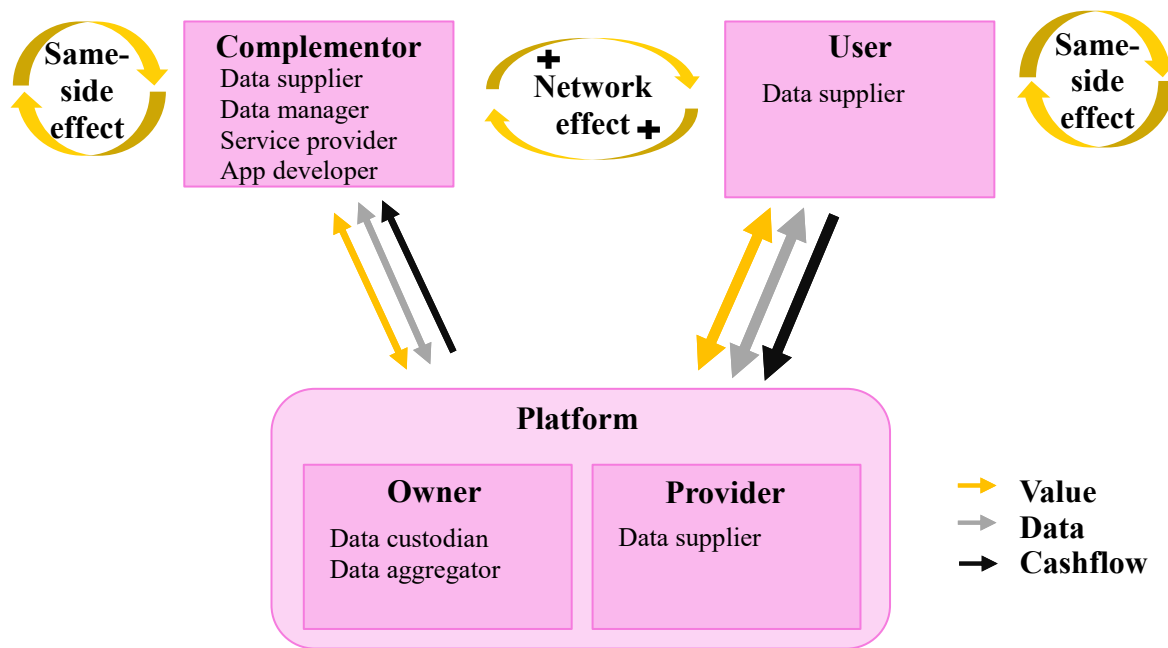 Same-
side
effect
Complementor
Data supplier
Data manager
Service provider
App developer
+
Network
effect +
User
Data supplier
Same-
side
effect
Platform
Owner
Data custodian
Data aggregator
Provider
Data supplier
Value
Data
Cashflow